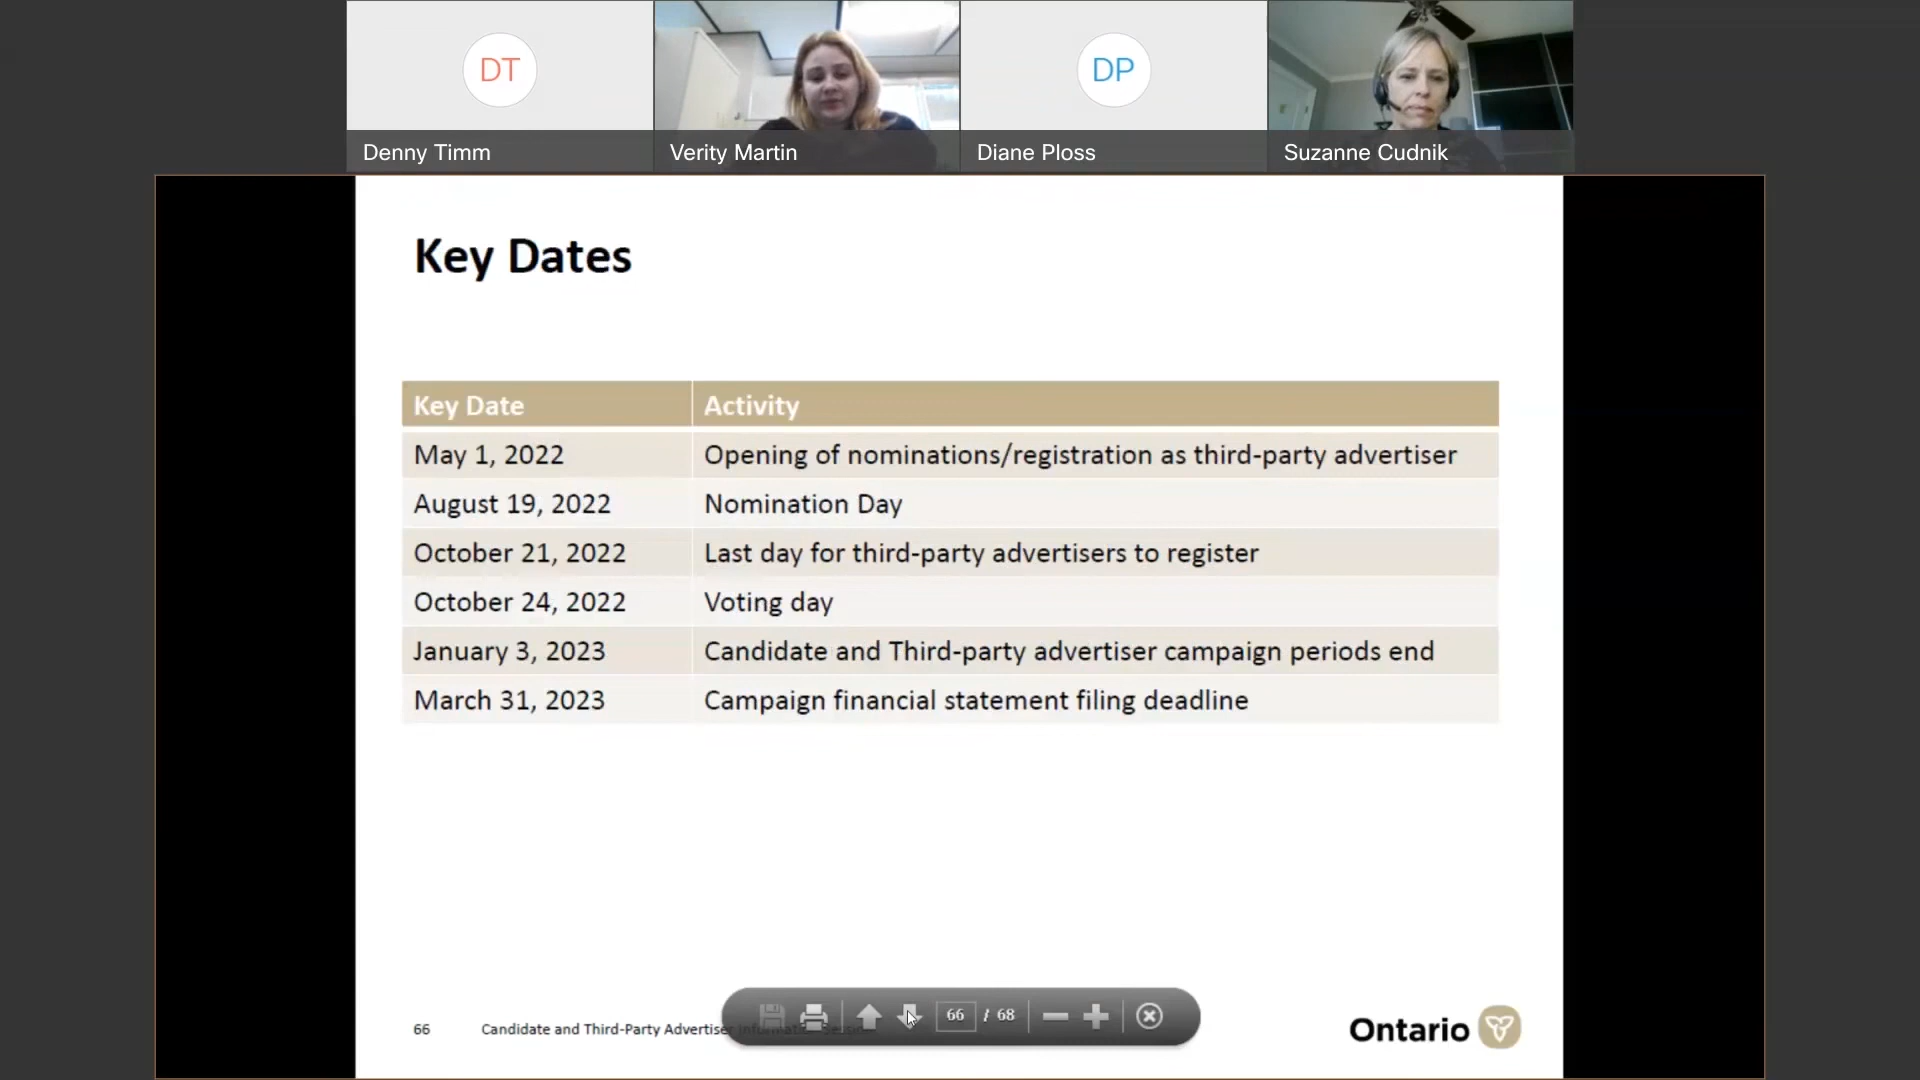 DT
DP
Denny Timm
Verity Martin
Diane Ploss
Suzanne Cudnik
Key Dates
Key Date Activity
May 1, 2022 Opening of nominations/registration as third-party advertiser
August 19, 2022 Nomination Day
October 21, 2022 Last day for third-party advertisers to register
October 24, 2022 Voting day
January 3, 2023 Candidate and Third-party advertiser campaign periods end
March 31, 2023 Campaign financial statement filing deadline
66 / 68
66 Candidate and Third-Party Advertiser
Ontario